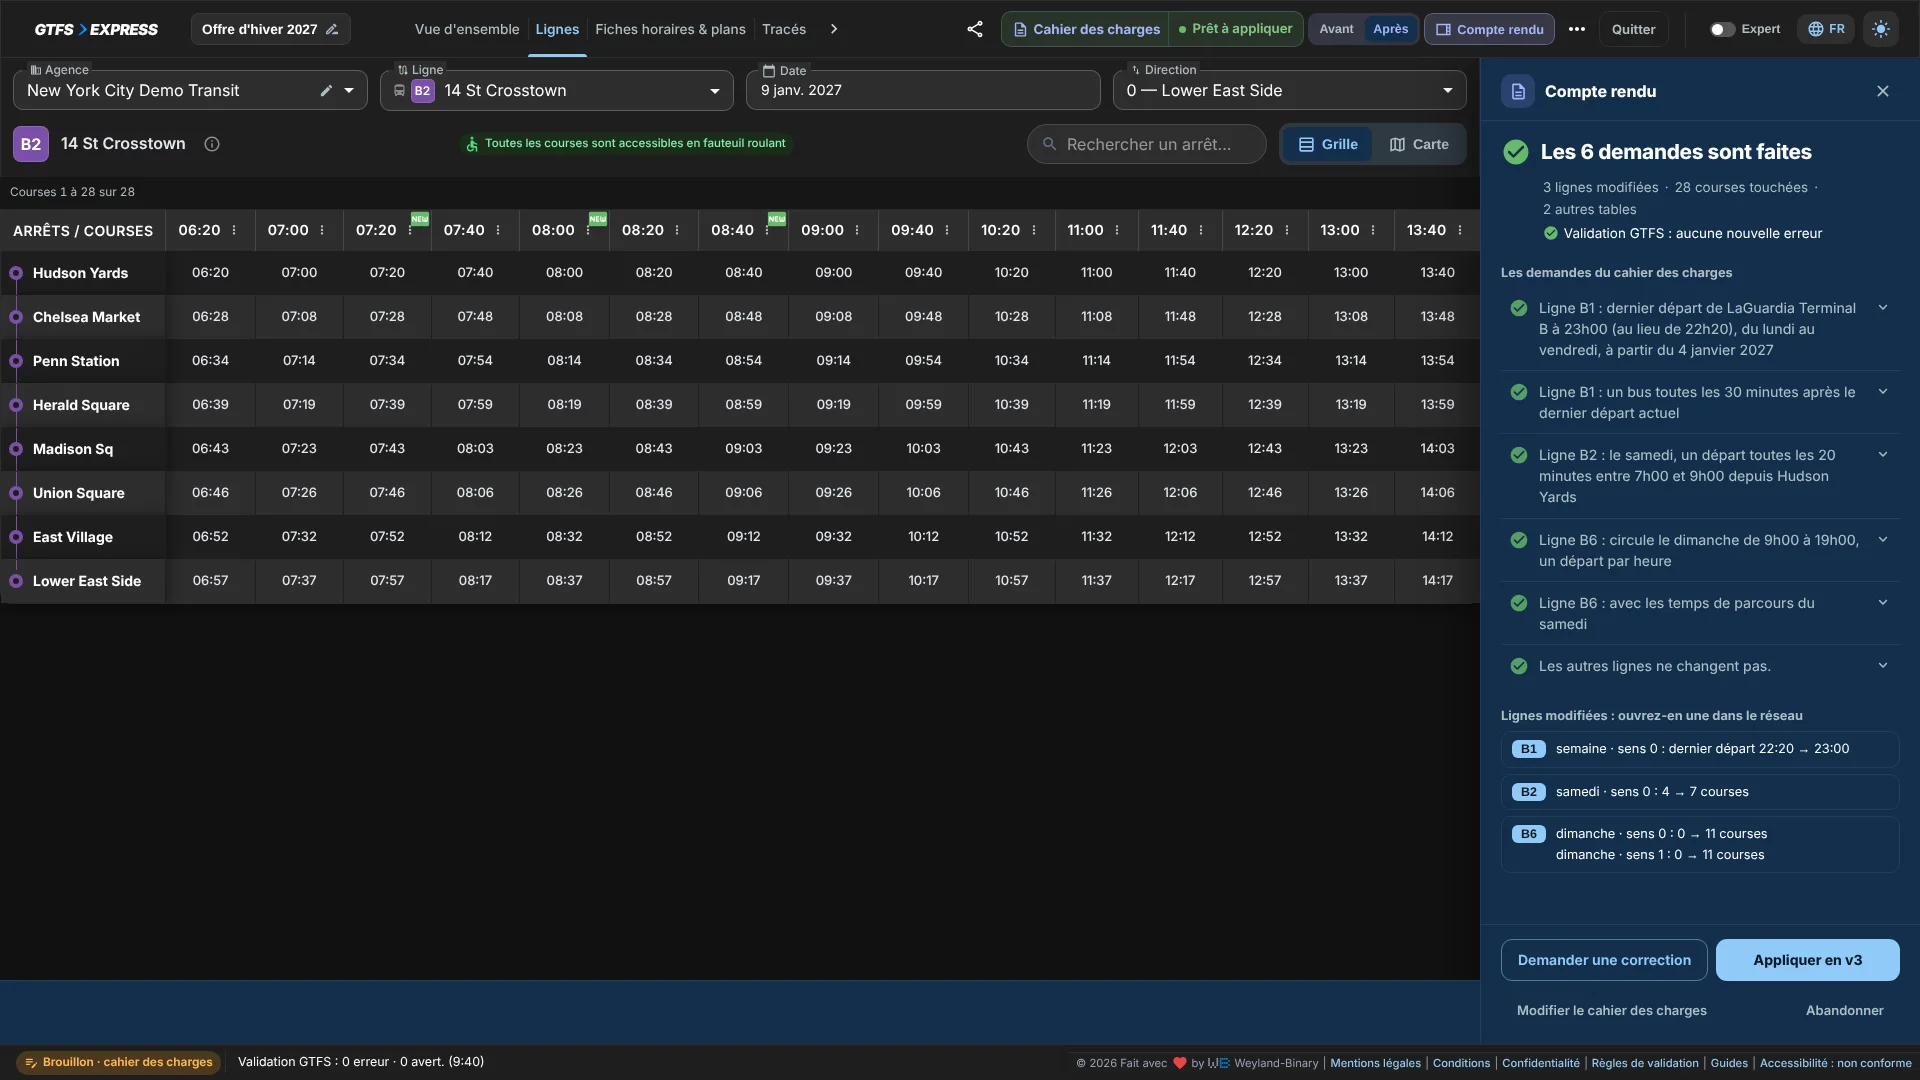 GTFS EXPRESS
Offre d'hiver 2027
Vue d'ensemble
Lignes
Fiches horaires & plans
Tracés
Cahier des charges
Prêt à appliquer
Avant
Après
Compte rendu
Quitter
Expert
FR
Agence
New York City Demo Transit
Ligne
B2 14 St Crosstown
Date
9 janv. 2027
Direction
0 — Lower East Side
B2 14 St Crosstown
Toutes les courses sont accessibles en fauteuil roulant
Rechercher un arrêt...
Grille
Carte
Courses 1 à 28 sur 28
NEW NEW NEW
ARRÊTS / COURSES 06:20 07:00 07:20 07:40 08:00 08:20 08:40 09:00 09:40 10:20 11:00 11:40 12:20 13:00 13:40
Hudson Yards 06:20 07:00 07:20 07:40 08:00 08:20 08:40 09:00 09:40 10:20 11:00 11:40 12:20 13:00 13:40
Chelsea Market 06:28 07:08 07:28 07:48 08:08 08:28 08:48 09:08 09:48 10:28 11:08 11:48 12:28 13:08 13:48
Penn Station 06:34 07:14 07:34 07:54 08:14 08:34 08:54 09:14 09:54 10:34 11:14 11:54 12:34 13:14 13:54
Herald Square 06:39 07:19 07:39 07:59 08:19 08:39 08:59 09:19 09:59 10:39 11:19 11:59 12:39 13:19 13:59
Madison Sq 06:43 07:23 07:43 08:03 08:23 08:43 09:03 09:23 10:03 10:43 11:23 12:03 12:43 13:23 14:03
Union Square 06:46 07:26 07:46 08:06 08:26 08:46 09:06 09:26 10:06 10:46 11:26 12:06 12:46 13:26 14:06
East Village 06:52 07:32 07:52 08:12 08:32 08:52 09:12 09:32 10:12 10:52 11:32 12:12 12:52 13:32 14:12
Lower East Side 06:57 07:37 07:57 08:17 08:37 08:57 09:17 09:37 10:17 10:57 11:37 12:17 12:57 13:37 14:17
Compte rendu
Les 6 demandes sont faites
3 lignes modifiées · 28 courses touchées ·
2 autres tables
Validation GTFS : aucune nouvelle erreur
Les demandes du cahier des charges
Ligne B1 : dernier départ de LaGuardia Terminal
B à 23h00 (au lieu de 22h20), du lundi au
vendredi, à partir du 4 janvier 2027
Ligne B1 : un bus toutes les 30 minutes après le
dernier départ actuel
Ligne B2 : le samedi, un départ toutes les 20
minutes entre 7h00 et 9h00 depuis Hudson
Yards
Ligne B6 : circule le dimanche de 9h00 à 19h00,
un départ par heure
Ligne B6 : avec les temps de parcours du
samedi
Les autres lignes ne changent pas.
Lignes modifiées : ouvrez-en une dans le réseau
B1 semaine · sens 0 : dernier départ 22:20 → 23:00
B2 samedi · sens 0 : 4 → 7 courses
B6 dimanche · sens 0 : 0 → 11 courses
dimanche · sens 1 : 0 → 11 courses
Demander une correction
Appliquer en v3
Modifier le cahier des charges
Abandonner
Brouillon · cahier des charges
Validation GTFS : 0 erreur · 0 avert. (9:40)
© 2026 Fait avec ❤️ by Weyland-Binary | Mentions légales | Conditions | Confidentialité | Règles de validation | Guides | Accessibilité : non conforme